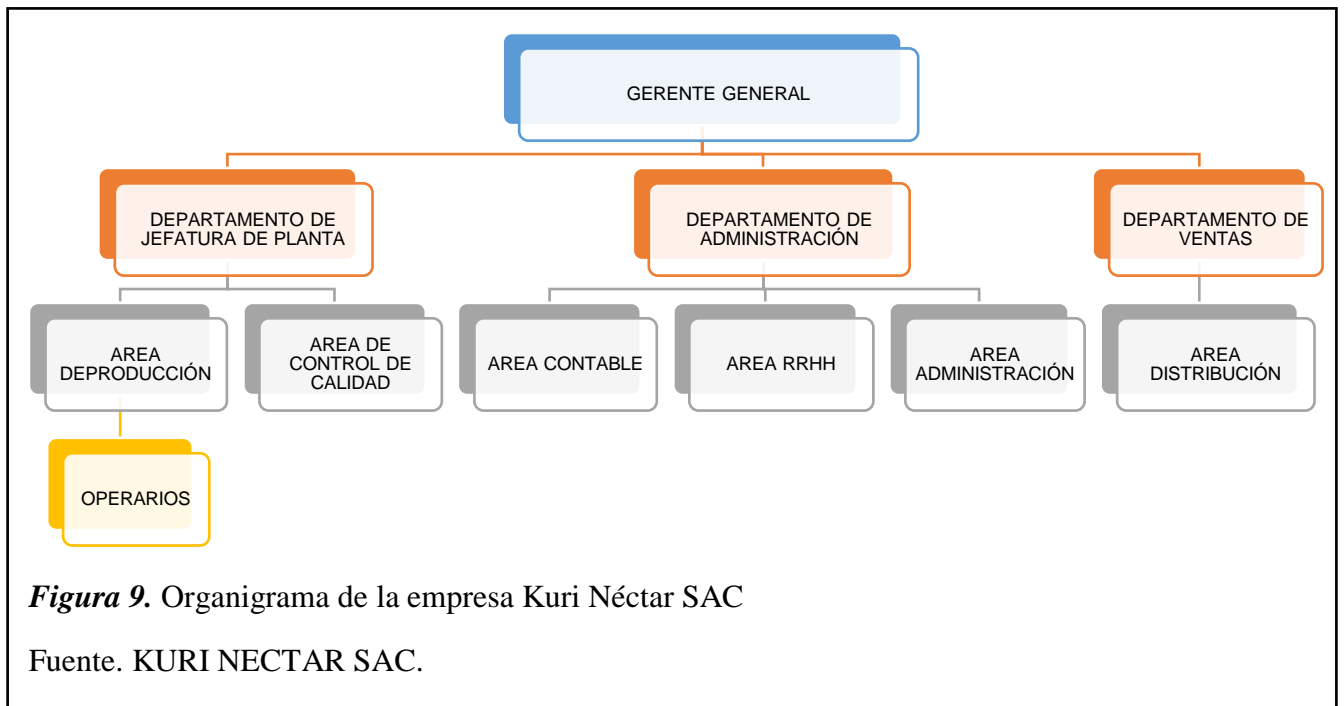 GERENTE GENERAL
DEPARTAMENTO DE
JEFATURA DE PLANTA
DEPARTAMENTO DE
ADMINISTRACIÓN
DEPARTAMENTO DE
VENTAS
AREA
DEPRODUCCIÓN
AREA DE
CONTROL DE
CALIDAD
AREA CONTABLE
AREA RRHH
AREA
ADMINISTRACIÓN
AREA
DISTRIBUCIÓN
OPERARIOS
Figura 9. Organigrama de la empresa Kuri Néctar SAC
Fuente. KURI NECTAR SAC.